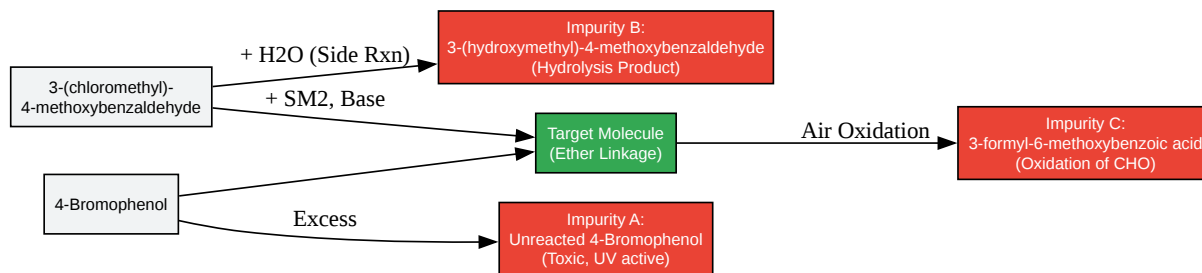 3-(chloromethyl)-
4-methoxybenzaldehyde
4-Bromophenol
+ H2O (Side Rxn)
+ SM2, Base
Excess
Impurity B:
3-(hydroxymethyl)-4-methoxybenzaldehyde
(Hydrolysis Product)
Target Molecule
(Ether Linkage)
Impurity A:
Unreacted 4-Bromophenol
(Toxic, UV active)
Air Oxidation
Impurity C:
3-formyl-6-methoxybenzoic acid
(Oxidation of CHO)